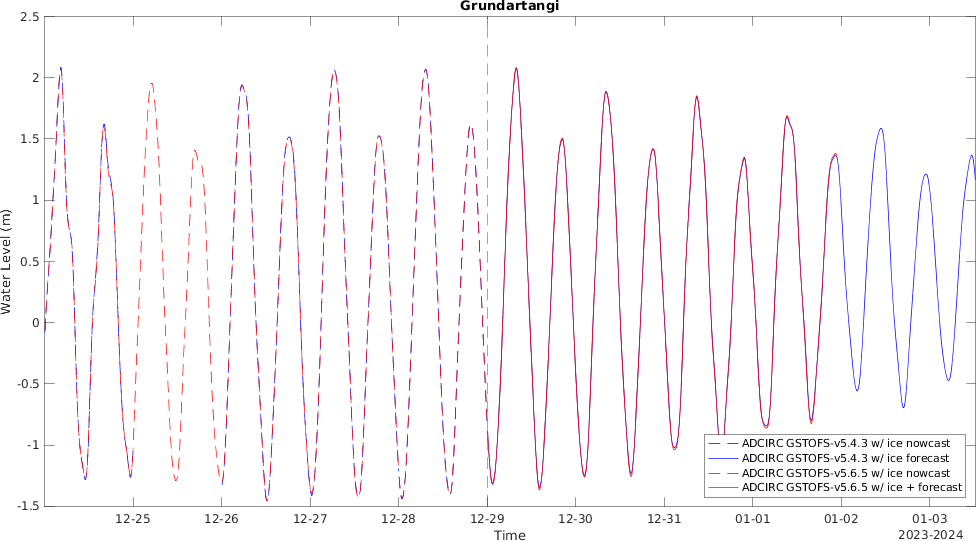 Grundartangi
2.5
2
1.5
1
0.5
0
-0.5
-1
-1.5
Water Level (m)
ADCIRC GSTOFS-v5.4.3 w/ ice nowcast
ADCIRC GSTOFS-v5.4.3 w/ ice forecast
ADCIRC GSTOFS-v5.6.5 w/ ice nowcast
ADCIRC GSTOFS-v5.6.5 w/ ice + forecast
12-25 12-26 12-27 12-28 12-29 12-30 12-31 01-01 01-02 01-03
Time
2023-2024